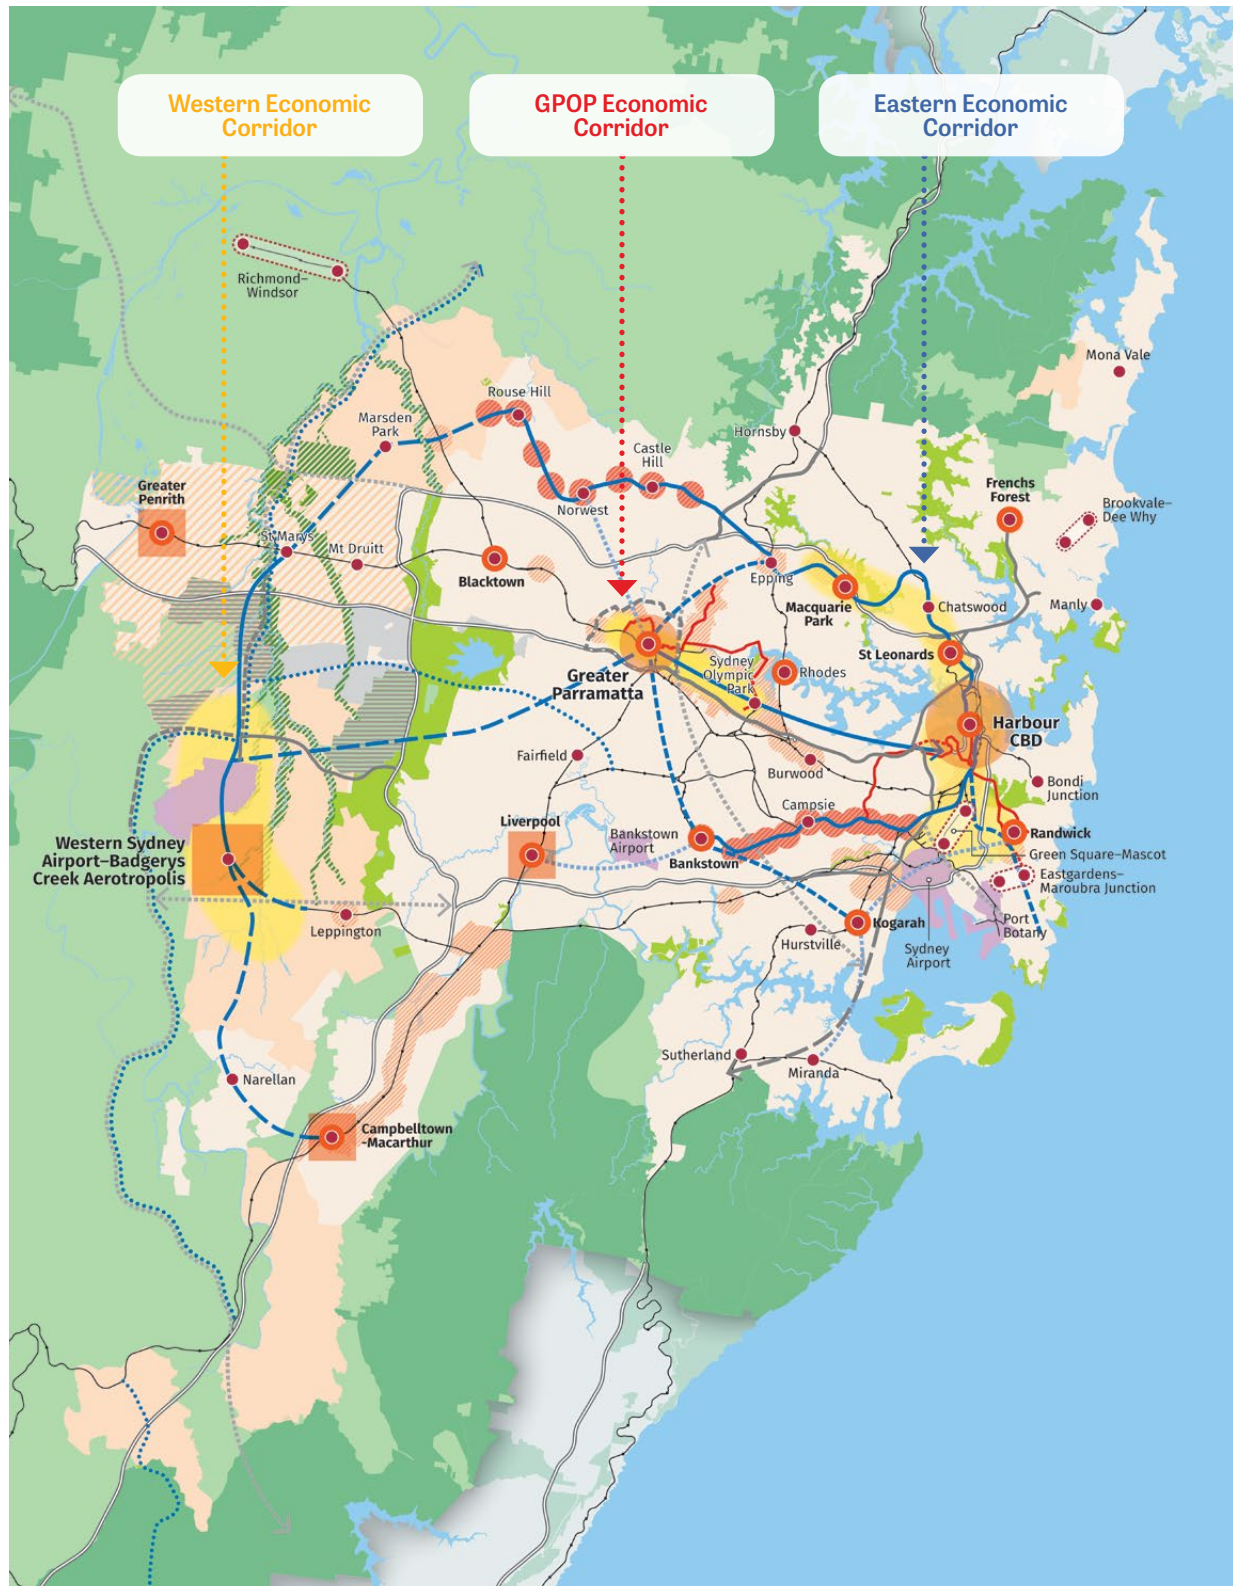 Western Economic
Corridor
GPOP Economic
Corridor
Eastern Economic
Corridor
Richmond–
Windsor
Mona Vale
Rouse Hill
Marsden
Park
Hornsby
Castle
Hill
Greater
Penrith
Norwest
Frenchs
Forest
Brookvale–
Dee Why
St Marys
Mt Druitt
Blacktown
Epping
Macquarie
Park
Chatswood
Manly
St Leonards
Greater
Parramatta
Sydney
Olympic
Park
Rhodes
Harbour
CBD
Fairfield
Burwood
Bondi
Junction
Campsie
Liverpool
Bankstown
Airport
Bankstown
Randwick
Western Sydney
Airport–Badgerys
Creek Aerotropolis
Green Square–Mascot
Eastgardens–
Maroubra Junction
Leppington
Kogarah
Port
Botany
Hurstville
Sydney
Airport
Sutherland
Miranda
Narellan
Campbelltown
-Macarthur